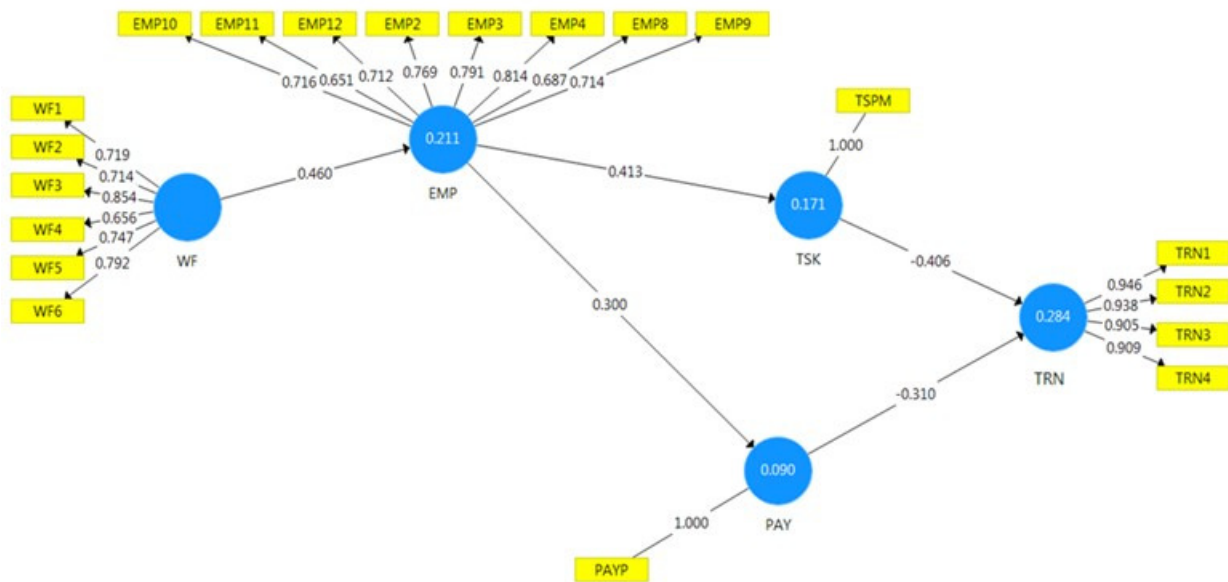 EMP10 EMP11 EMP12 EMP2 EMP3 EMP4 EMP8 EMP9
0.716 0.651 0.712 0.769 0.791 0.814 0.687 0.714
WF1
WF2
WF3
WF4
WF5
WF6
0.719
0.714
0.854
0.656
0.747
0.792
WF
0.460
0.211
EMP
0.413
0.300
TSPM
1.000
0.171
TSK
-0.406
0.284
TRN
0.946
0.938
0.905
0.909
TRN1
TRN2
TRN3
TRN4
-0.310
0.090
PAY
1.000
PAYP